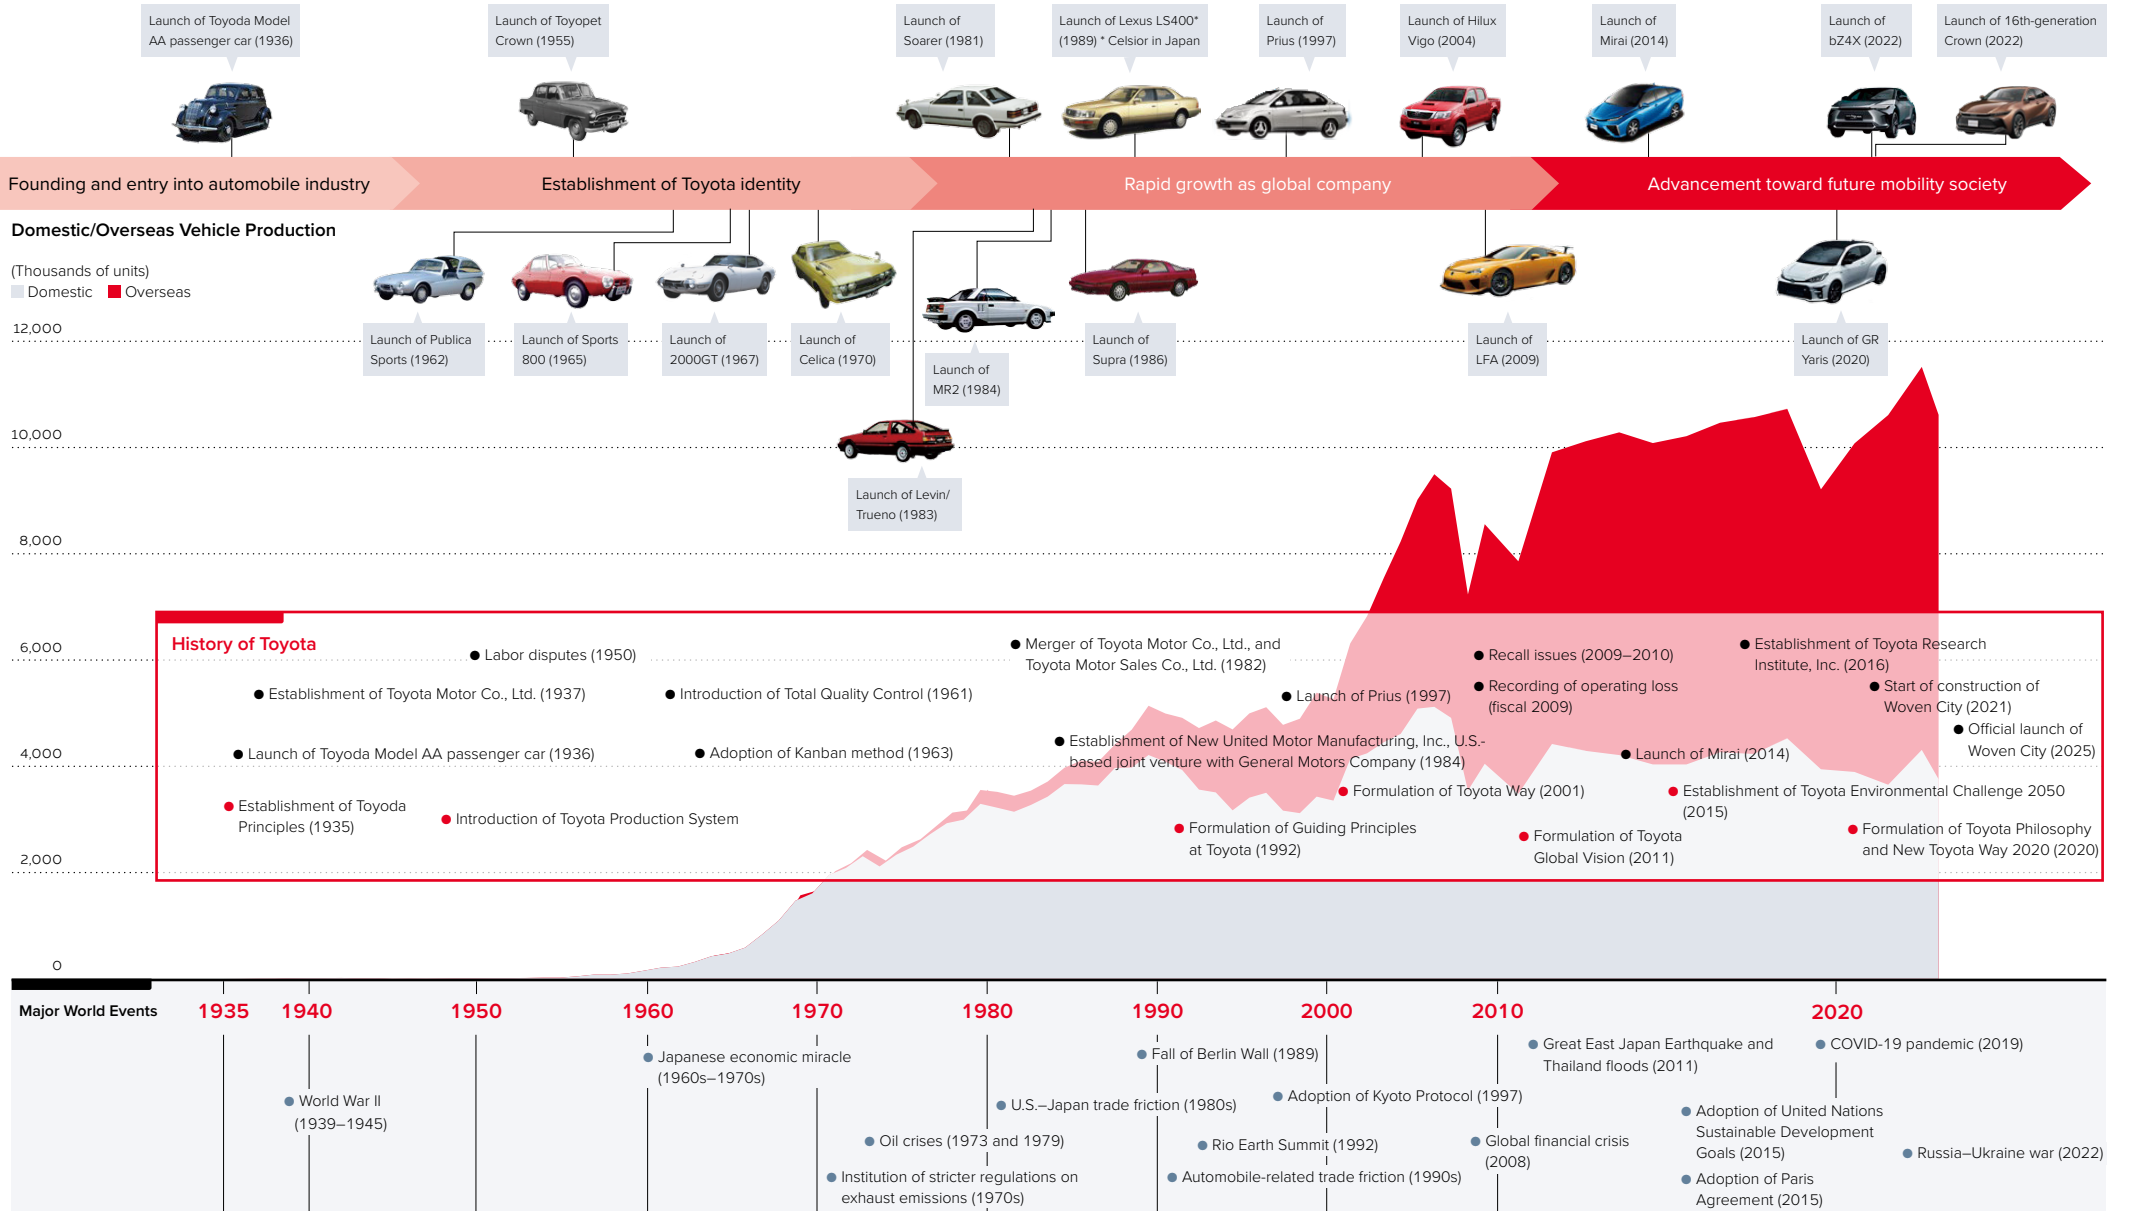 Launch of Toyoda Model
AA passenger car (1936)
Launch of Toyopet
Crown (1955)
Launch of
Soarer (1981)
Launch of Lexus LS400*
(1989) * Celsior in Japan
Launch of
Prius (1997)
Launch of Hilux
Vigo (2004)
Launch of
Mirai (2014)
Launch of
bZ4X (2022)
Launch of 16th-generation
Crown (2022)
Founding and entry into automobile industry
Establishment of Toyota identity
Rapid growth as global company
Advancement toward future mobility society
Domestic/Overseas Vehicle Production
(Thousands of units)
Domestic
Overseas
Launch of Publica
Sports (1962)
Launch of Sports
800 (1965)
Launch of
2000GT (1967)
Launch of
Celica (1970)
Launch of
MR2 (1984)
Launch of
Supra (1986)
Launch of
LFA (2009)
Launch of GR
Yaris (2020)
Launch of Levin/
Trueno (1983)
12,000
10,000
8,000
6,000
4,000
2,000
0
History of Toyota
Labor disputes (1950)
Establishment of Toyota Motor Co., Ltd. (1937)
Launch of Toyoda Model AA passenger car (1936)
Establishment of Toyoda
Principles (1935)
Introduction of Toyota Production System
Introduction of Total Quality Control (1961)
Adoption of Kanban method (1963)
Merger of Toyota Motor Co., Ltd., and
Toyota Motor Sales Co., Ltd. (1982)
Launch of Prius (1997)
Establishment of New United Motor Manufacturing, Inc., U.S.-
based joint venture with General Motors Company (1984)
Formulation of Toyota Way (2001)
Formulation of Guiding Principles
at Toyota (1992)
Recall issues (2009–2010)
Recording of operating loss
(fiscal 2009)
Launch of Mirai (2014)
Formulation of Toyota
Global Vision (2011)
Establishment of Toyota Research
Institute, Inc. (2016)
Start of construction of
Woven City (2021)
Official launch of
Woven City (2025)
Establishment of Toyota Environmental Challenge 2050
(2015)
Formulation of Toyota Philosophy
and New Toyota Way 2020 (2020)
Major World Events
1935
1940
1950
1960
1970
1980
1990
2000
2010
2020
World War II
(1939–1945)
Japanese economic miracle
(1960s–1970s)
Oil crises (1973 and 1979)
Institution of stricter regulations on
exhaust emissions (1970s)
Fall of Berlin Wall (1989)
U.S.–Japan trade friction (1980s)
Adoption of Kyoto Protocol (1997)
Rio Earth Summit (1992)
Automobile-related trade friction (1990s)
Great East Japan Earthquake and
Thailand floods (2011)
Global financial crisis
(2008)
COVID-19 pandemic (2019)
Adoption of United Nations
Sustainable Development
Goals (2015)
Adoption of Paris
Agreement (2015)
Russia–Ukraine war (2022)